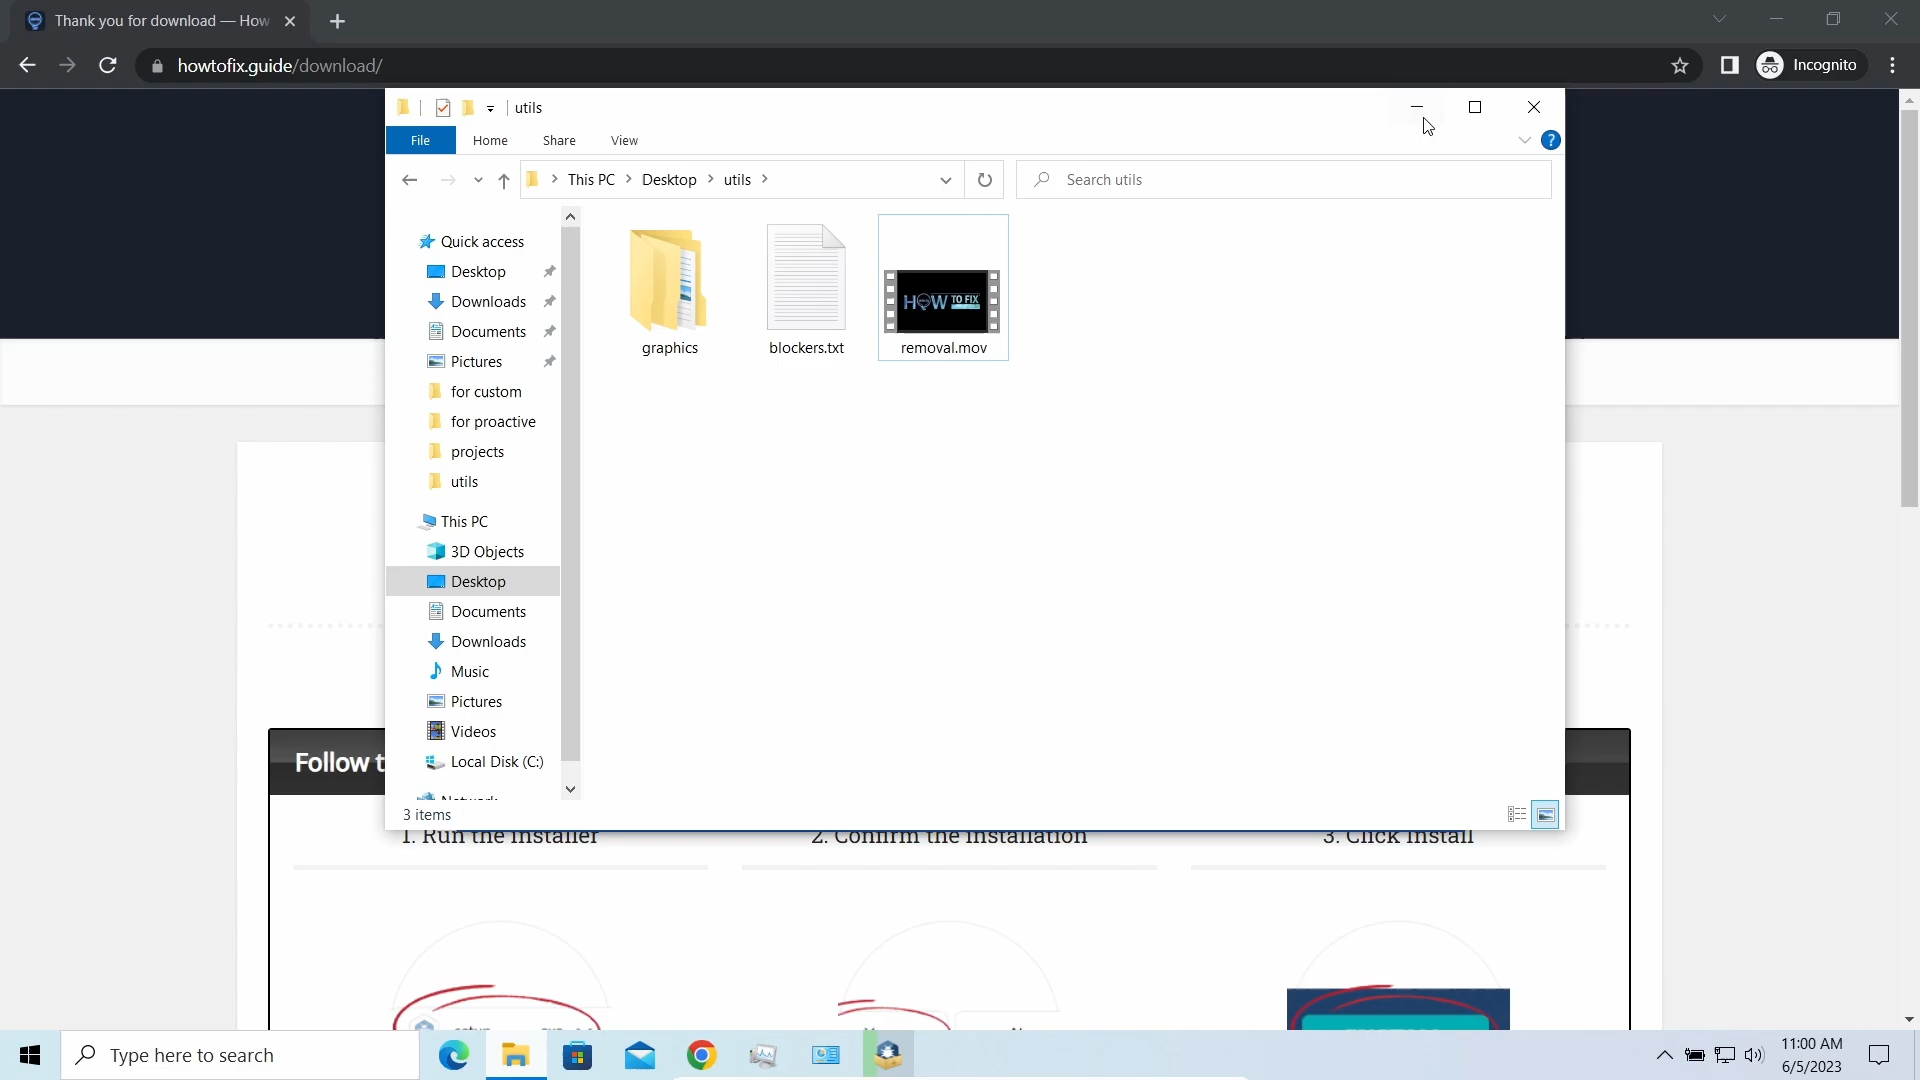 Thank you for download — How
howtofix.guide/download/
Incognito
utils
File Home Share View
This PC Desktop utils
Search utils
Quick access
Desktop
Downloads
Documents
Pictures
for custom
for proactive
projects
utils
This PC
3D Objects
Desktop
Documents
Downloads
Music
Pictures
Videos
Local Disk (C:)
Network
graphics
blockers.txt
HOW TO FIX
removal.mov
3 items
Follow t
1. Run the installer
2. Confirm the installation
3. Click Install
Type here to search
11:00 AM
6/5/2023